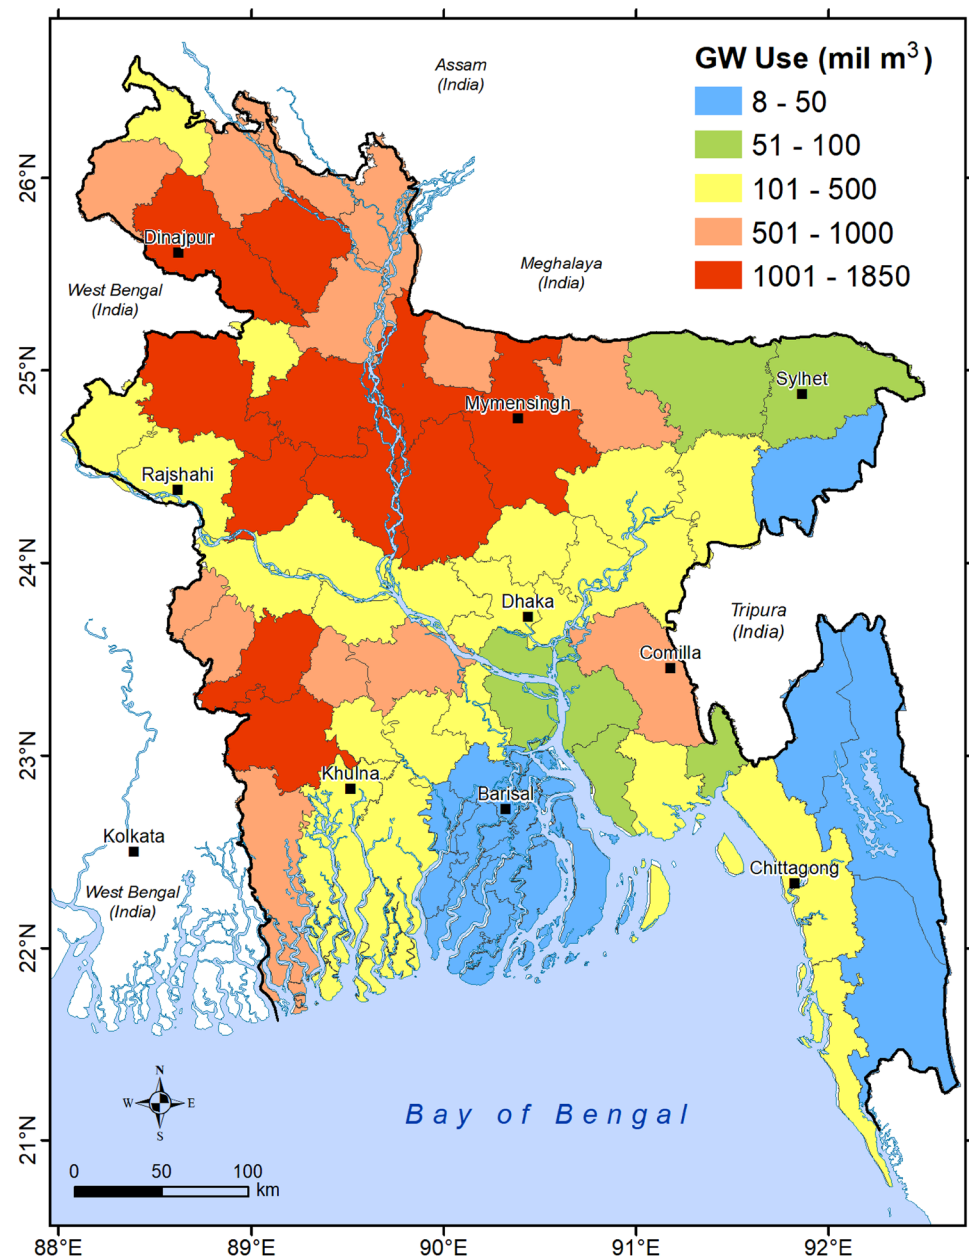 Assam
(India)
GW Use (mil m³)
8 - 50
51 - 100
101 - 500
501 - 1000
1001 - 1850
26°N
Dinajpur
Meghalaya
(India)
West Bengal
(India)
25°N
Sylhet
Mymensingh
Rajshahi
24°N
Dhaka
Tripura
(India)
Comilla
23°N
Khulna
Barisal
Kolkata
Chittagong
West Bengal
(India)
22°N
N
W
E
S
Bay of Bengal
21°N
0
50
100
km
88°E
89°E
90°E
91°E
92°E